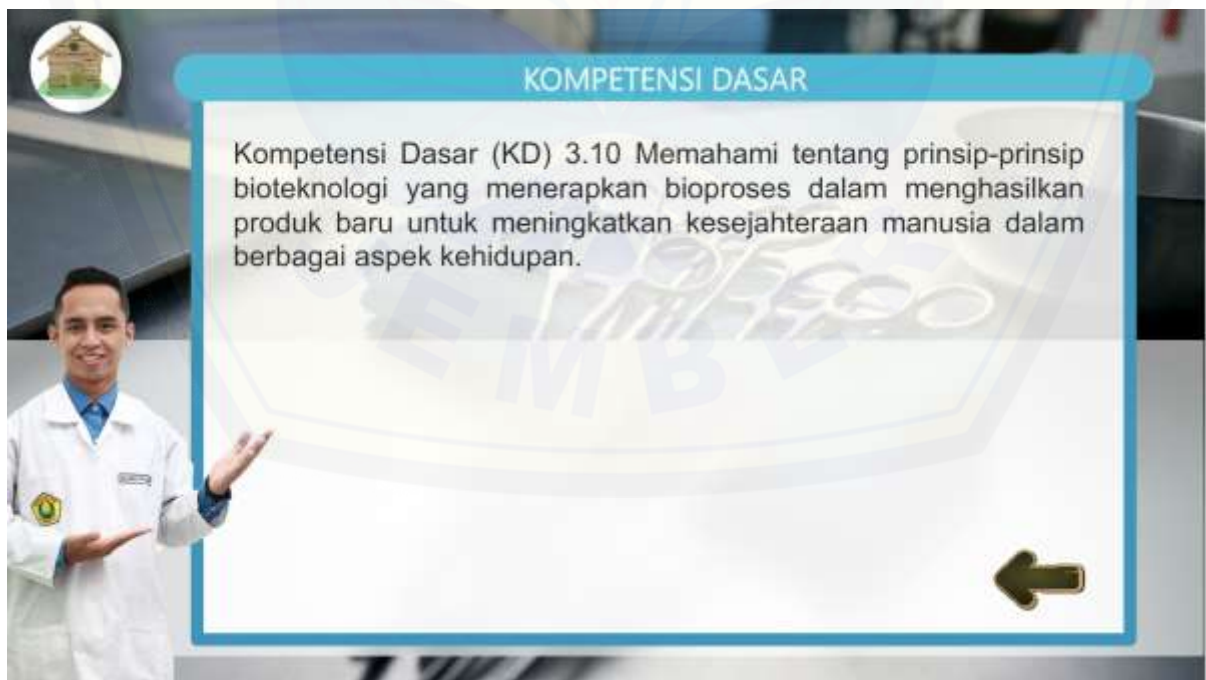 KOMPETENSI DASAR
Kompetensi Dasar (KD) 3.10 Memahami tentang prinsip-prinsip
bioteknologi yang menerapkan bioproses dalam menghasilkan
produk baru untuk meningkatkan kesejahteraan manusia dalam
berbagai aspek kehidupan.